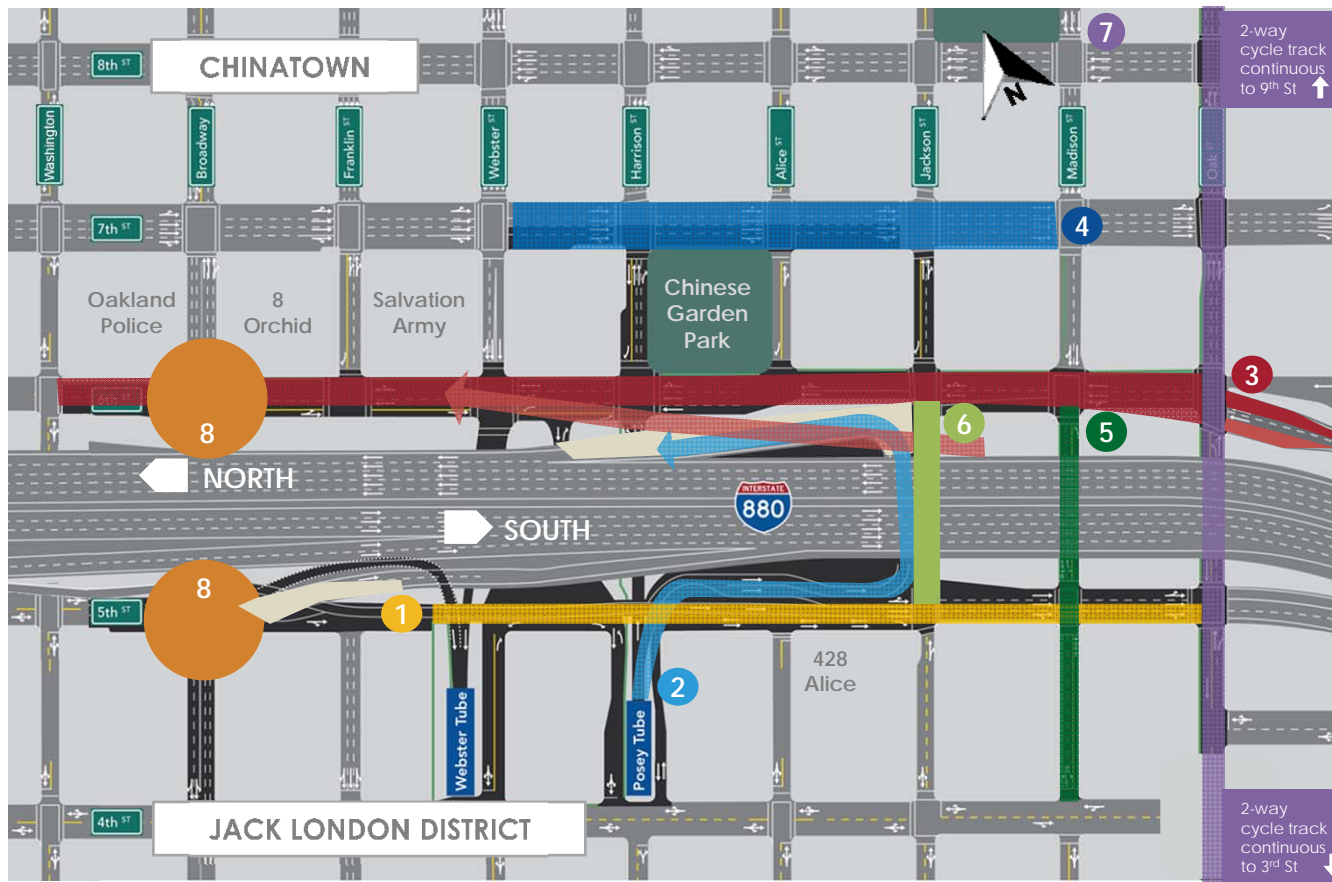 8th ST
CHINATOWN
7
N
2-way
cycle track
continuous
to 9th St
Washington
Broadway
Franklin ST
Webster ST
Harrison ST
Alice ST
Jackson ST
Madison ST
Oak ST
7th ST
4
Oakland
Police
8
Orchid
Salvation
Army
Chinese
Garden
Park
3
6th ST
8
6
5
NORTH
INTERSTATE
880
SOUTH
8
5th ST
1
428
Alice
2
Webster Tube
Posey Tube
4th ST
JACK LONDON DISTRICT
2-way
cycle track
continuous
to 3rd St